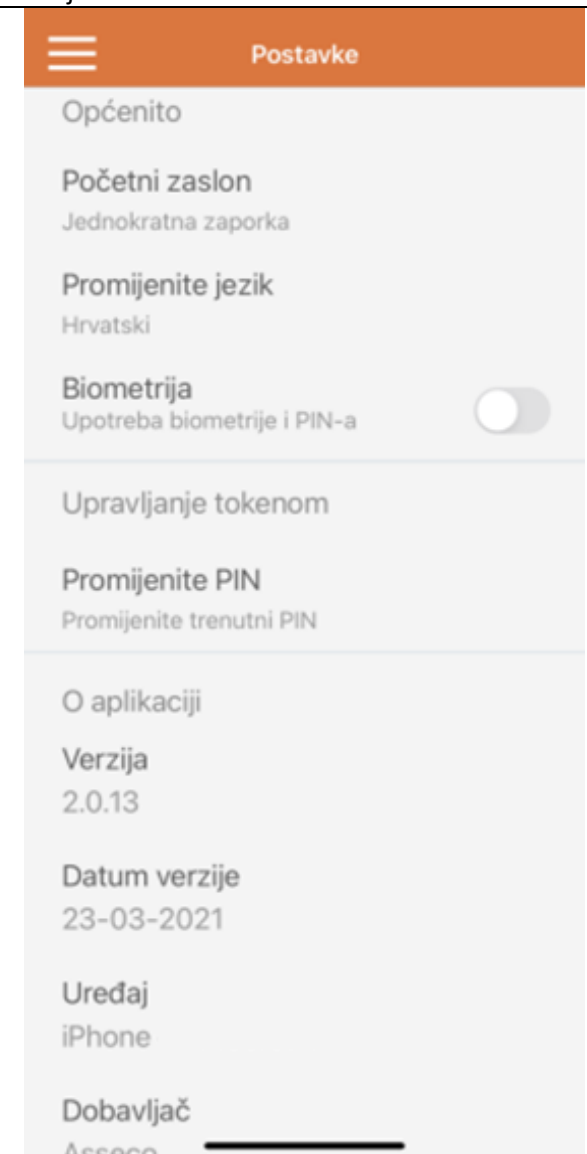 Postavke
Općenito
Početni zaslon
Jednokratna zaporka
Promijenite jezik
Hrvatski
Biometrija
Upotreba biometrije i PIN-a
Upravljanje tokenom
Promijenite PIN
Promijenite trenutni PIN
O aplikaciji
Verzija
2.0.13
Datum verzije
23-03-2021
Uređaj
iPhone
Dobavljač
Asseco